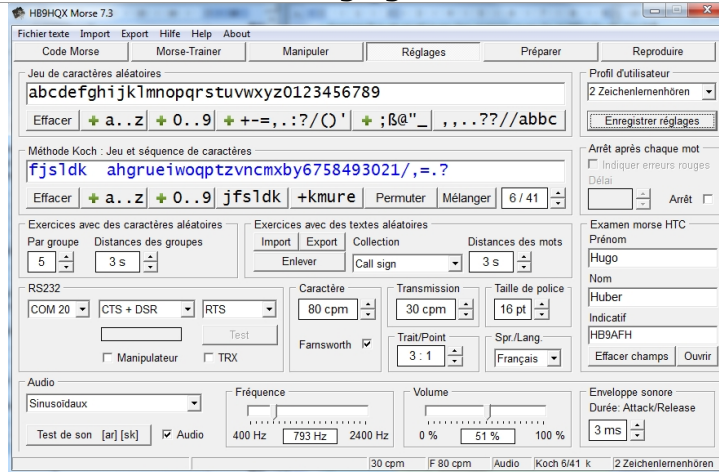 HB9HQX Morse 7.3
Fichier texte Import Export Hilfe Help About
Code Morse Morse-Trainer Manipuler Réglages Préparer Reproduire
Jeu de caractères aléatoires
abcdefghijklmnopqrstuvwxyz0123456789
Effacer + a..z + 0..9 + +-=,.:?/()' + ;ß@"_ ,,..??//abbc
Profil d'utilisateur
2 Zeichenlernenhören
Enregistrer réglages
Méthode Koch : Jeu et séquence de caractères
fjsldk ahgrueiwoqptzvncmxby6758493021/,=.?
Effacer + a..z + 0..9 jfsldk +kmure Permuter Mélanger 6 / 41
Arrêt après chaque mot
Indiquer erreurs rouges
Délai
Arrêt
Exercices avec des caractères aléatoires
Par groupe Distances des groupes
5 3 s
Exercices avec des textes aléatoires
Import Export Collection Distances des mots
Enlever Call sign 3 s
Examen morse HTC
Prénom
Hugo
Nom
Huber
Indicatif
HB9AFH
Effacer champs Ouvrir
RS232
COM 20 CTS + DSR RTS
Test
Manipulateur TRX
Caractère
80 cpm
Farnsworth
Transmission
30 cpm
Trait/Point
3 : 1
Taille de police
16 pt
Spr./Lang.
Français
Audio
Sinusoïdaux
Test de son [ar] [sk] Audio
Fréquence
400 Hz 793 Hz 2400 Hz
Volume
0 % 51 % 100 %
Enveloppe sonore
Durée: Attack/Release
3 ms
30 cpm F 80 cpm Audio Koch 6/41 k 2 Zeichenlernenhören